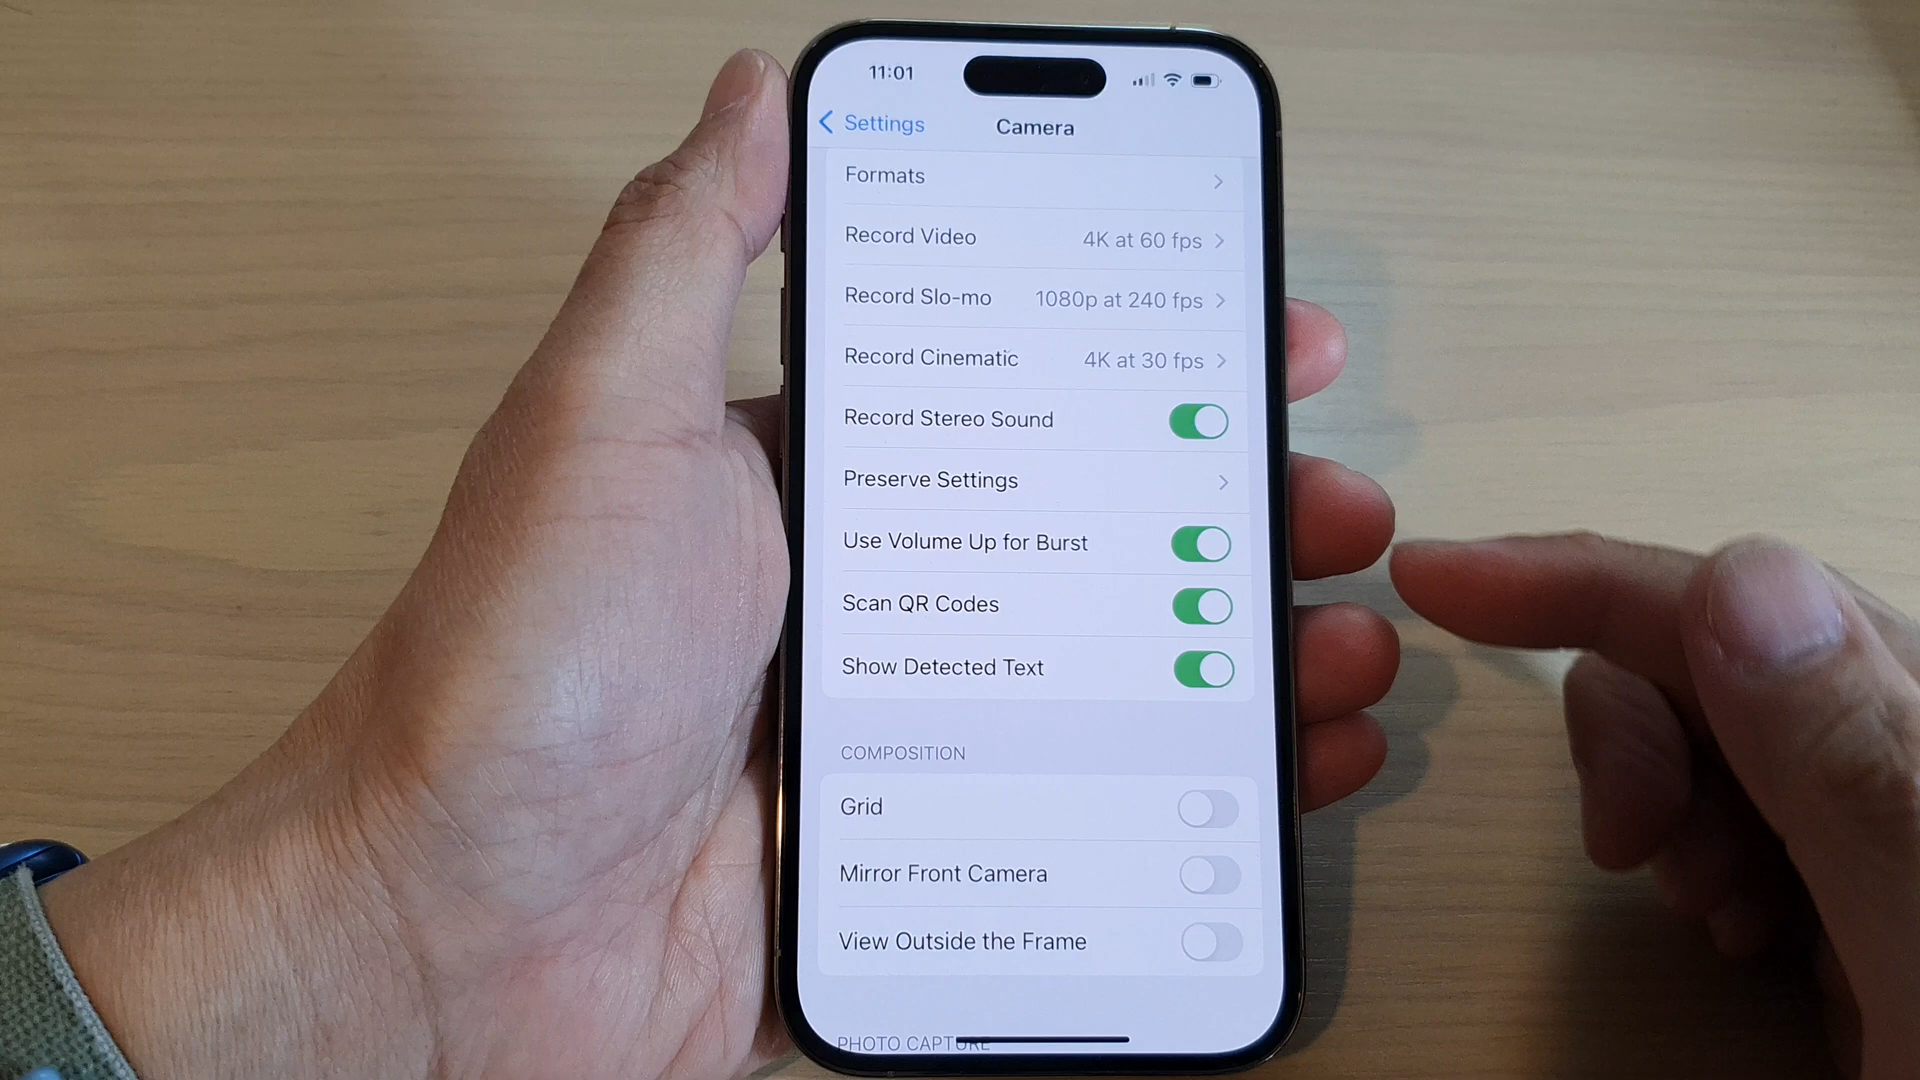 11:01
Settings
Camera
Formats
Record Video 4K at 60 fps
Record Slo-mo 1080p at 240 fps
Record Cinematic 4K at 30 fps
Record Stereo Sound
Preserve Settings
Use Volume Up for Burst
Scan QR Codes
Show Detected Text
COMPOSITION
Grid
Mirror Front Camera
View Outside the Frame
PHOTO CAPTURE